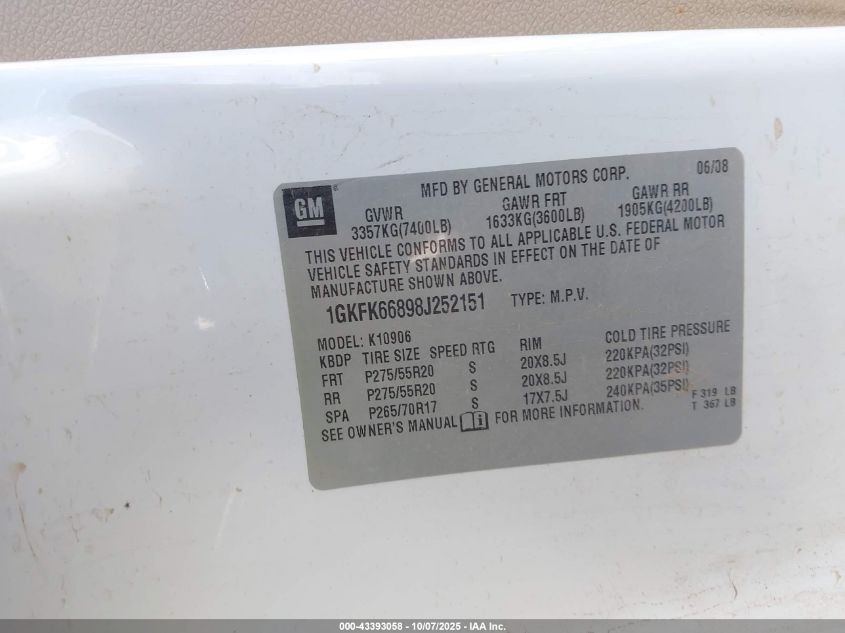 GM
MFD BY GENERAL MOTORS CORP. 06/08
GVWR GAWR FRT GAWR RR
3357KG(7400LB) 1633KG(3600LB) 1905KG(4200LB)
THIS VEHICLE CONFORMS TO ALL APPLICABLE U.S. FEDERAL MOTOR
VEHICLE SAFETY STANDARDS IN EFFECT ON THE DATE OF
MANUFACTURE SHOWN ABOVE.
1GKFK66898J252151 TYPE: M.P.V.
MODEL: K10906
KBDP TIRE SIZE SPEED RTG RIM COLD TIRE PRESSURE
FRT P275/55R20 S 20X8.5J 220KPA(32PSI)
RR P275/55R20 S 20X8.5J 220KPA(32PSI)
SPA P265/70R17 S 17X7.5J 240KPA(35PSI)
SEE OWNER'S MANUAL i FOR MORE INFORMATION.
F 319 LB
T 367 LB
000-43393058 - 10/07/2025 - IAA Inc.